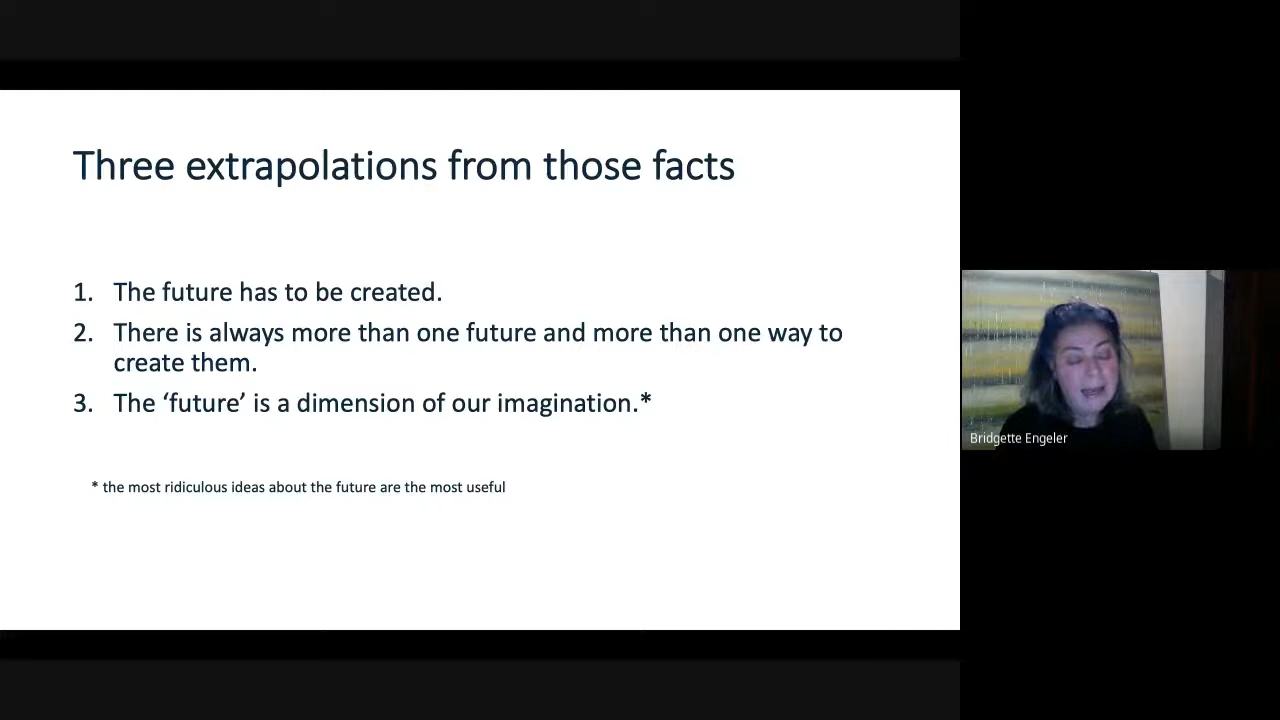 Three extrapolations from those facts
1. The future has to be created.
2. There is always more than one future and more than one way to
create them.
3. The ‘future’ is a dimension of our imagination.*
* the most ridiculous ideas about the future are the most useful
Bridgette Engeler